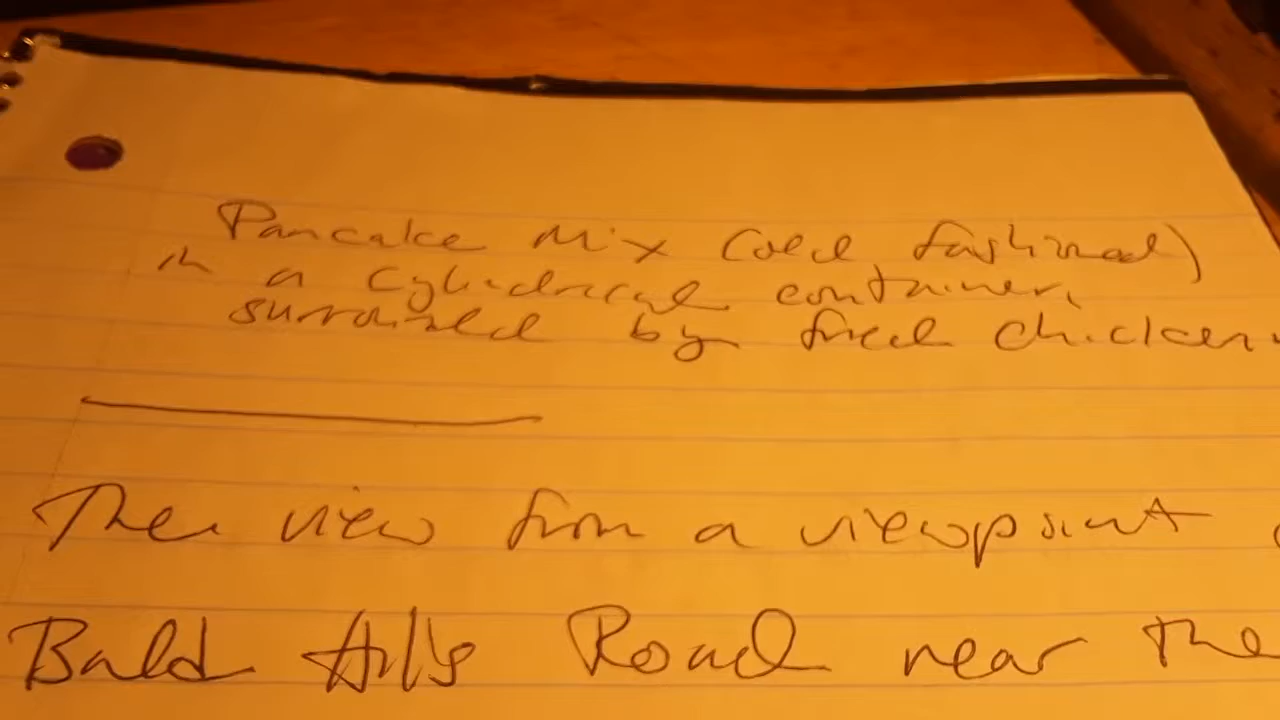 Pancake Mix (old fashioned)
in a cylindrical container,
surrounded by fried chicken.
The view from a viewpoint
Bald Hills Road near the